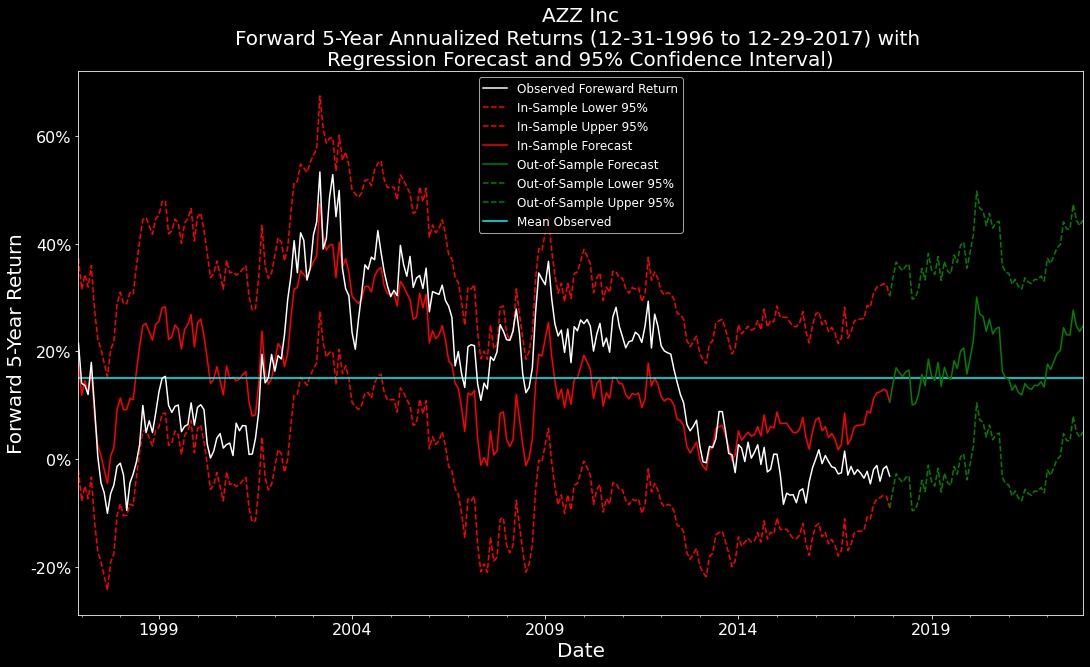 AZZ Inc
Forward 5-Year Annualized Returns (12-31-1996 to 12-29-2017) with
Regression Forecast and 95% Confidence Interval)
Observed Foreward Return
In-Sample Lower 95%
In-Sample Upper 95%
In-Sample Forecast
Out-of-Sample Forecast
Out-of-Sample Lower 95%
Out-of-Sample Upper 95%
Mean Observed
Forward 5-Year Return
60%
40%
20%
0%
-20%
1999 2004 2009 2014 2019
Date